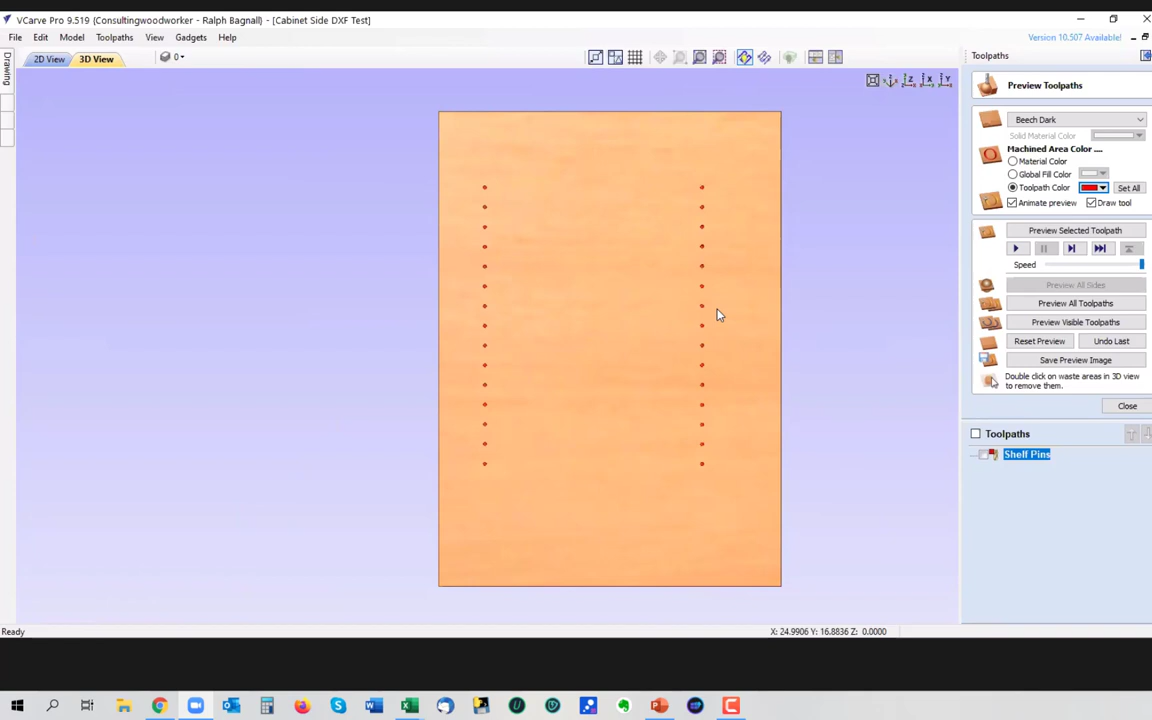 VCarve Pro 9.519 (Consultingwoodworker - Ralph Bagnall) - [Cabinet Side DXF Test]
File Edit Model Toolpaths View Gadgets Help
Version 10.507 Available!
Drawing
2D View 3D View 0
Z X Y
Toolpaths
Preview Toolpaths
Beech Dark
Solid Material Color
Machined Area Color ....
Material Color
Global Fill Color
Toolpath Color Set All
Animate preview Draw tool
Preview Selected Toolpath
Speed
Preview All Sides
Preview All Toolpaths
Preview Visible Toolpaths
Reset Preview Undo Last
Save Preview Image
Double click on waste areas in 3D view
to remove them.
Close
Toolpaths
Shelf Pins
Ready X: 24.9906 Y: 16.8836 Z: 0.0000